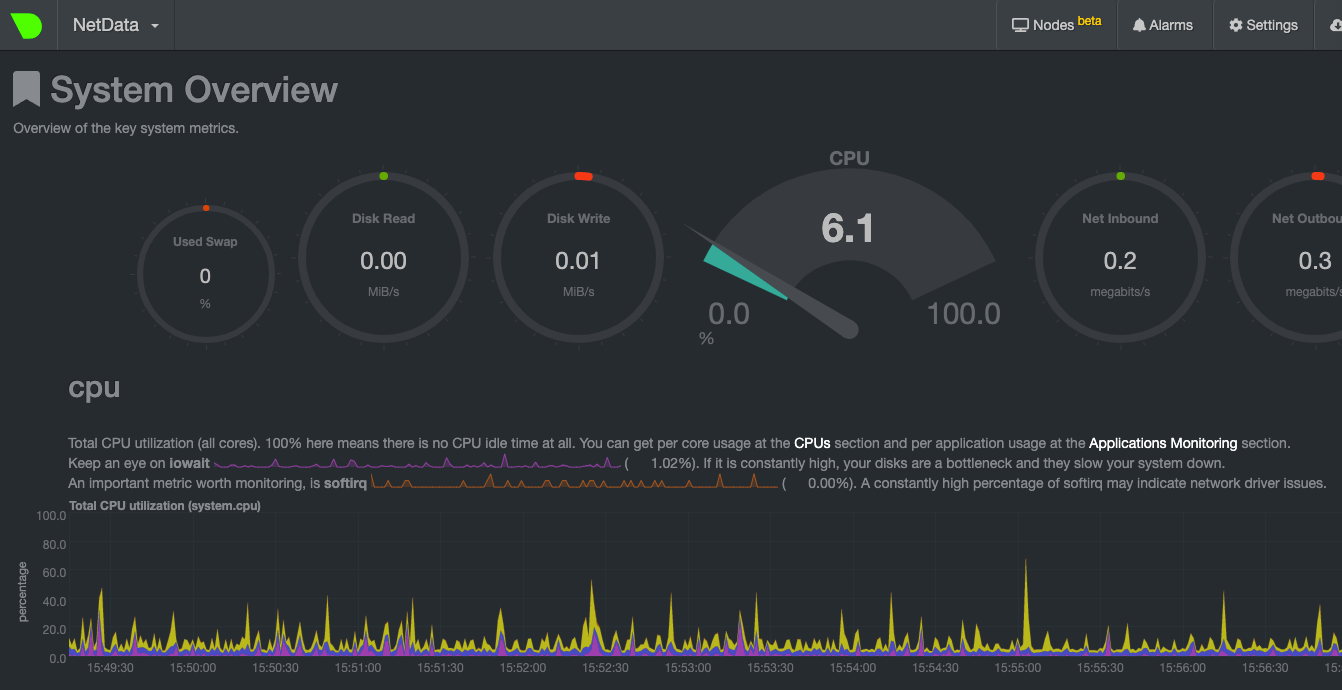 NetData
Nodes beta
Alarms
Settings
System Overview
Overview of the key system metrics.
CPU
Used Swap
0
%
Disk Read
0.00
MiB/s
Disk Write
0.01
MiB/s
6.1
0.0
100.0
%
Net Inbound
0.2
megabits/s
Net Outbou
0.3
megabits/s
cpu
Total CPU utilization (all cores). 100% here means there is no CPU idle time at all. You can get per core usage at the CPUs section and per application usage at the Applications Monitoring section.
Keep an eye on iowait ( 1.02%). If it is constantly high, your disks are a bottleneck and they slow your system down.
An important metric worth monitoring, is softirq ( 0.00%). A constantly high percentage of softirq may indicate network driver issues.
Total CPU utilization (system.cpu)
percentage
100.0
80.0
60.0
40.0
20.0
0.0
15:49:30 15:50:00 15:50:30 15:51:00 15:51:30 15:52:00 15:52:30 15:53:00 15:53:30 15:54:00 15:54:30 15:55:00 15:55:30 15:56:00 15:56:30 15: